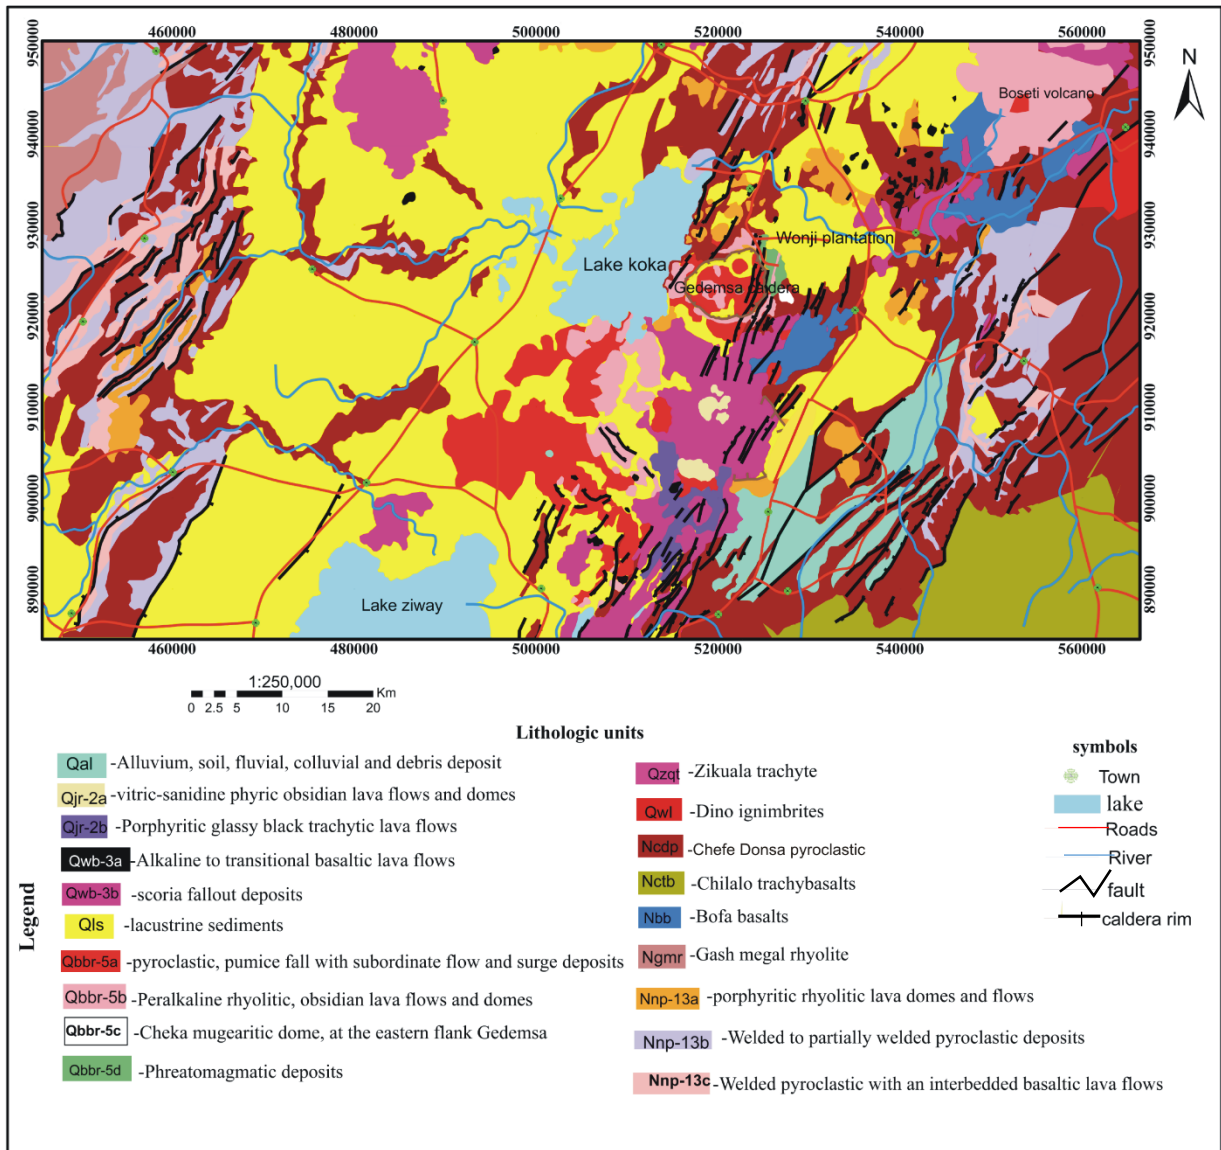 460000 480000 500000 520000 540000 560000
950000 950000
N
Boseti volcano
940000 940000
930000 930000
Wonji plantation
Lake koka
Gedemsa caldera
920000 920000
910000 910000
900000 900000
890000 890000
Lake ziway
460000 480000 500000 520000 540000 560000
1:250,000
Km
0 2.5 5 10 15 20
Lithologic units
Legend
Qal -Alluvium, soil, fluvial, colluvial and debris deposit
Qjr-2a -vitric-sanidine phyric obsidian lava flows and domes
Qjr-2b - Porphyritic glassy black trachytic lava flows
Qwb-3a -Alkaline to transitional basaltic lava flows
Qwb-3b -scoria fallout deposits
Qls -lacustrine sediments
Qbbr-5a -pyroclastic, pumice fall with subordinate flow and surge deposits
Qbbr-5b -Peralkaline rhyolitic, obsidian lava flows and domes
Qbbr-5c -Cheka mugearitic dome, at the eastern flank Gedemsa
Qbbr-5d -Phreatomagmatic deposits
Qzqt -Zikuala trachyte
Qwl -Dino ignimbrites
Ncdp -Chefe Donsa pyroclastic
Nctb -Chilalo trachybasalts
Nbb -Bofa basalts
Ngmr -Gash megal rhyolite
Nnp-13a -porphyritic rhyolitic lava domes and flows
Nnp-13b -Welded to partially welded pyroclastic deposits
Nnp-13c -Welded pyroclastic with an interbedded basaltic lava flows
symbols
Town
lake
Roads
River
fault
caldera rim